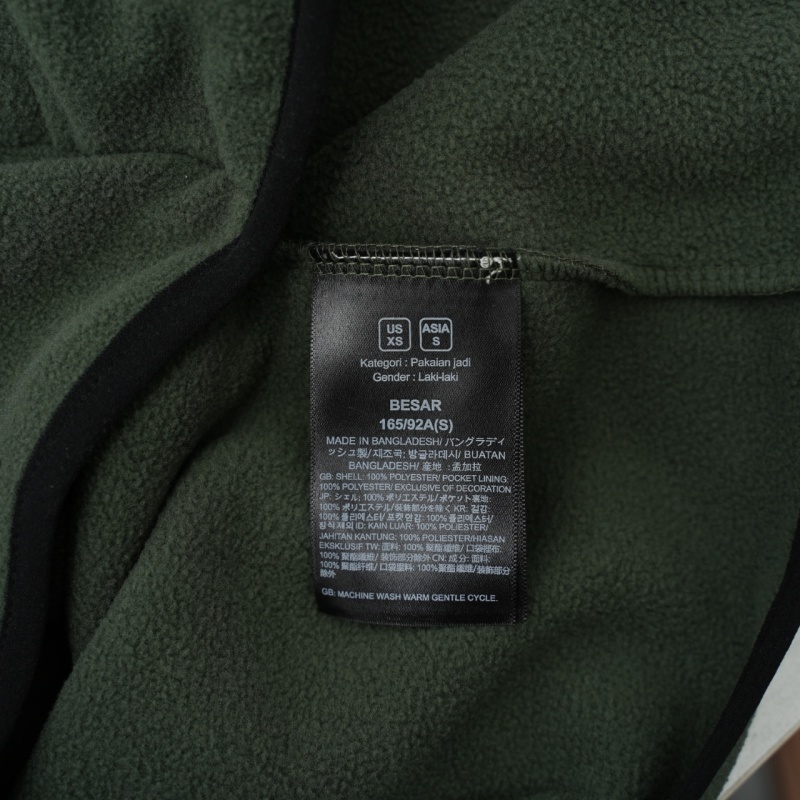 US ASIA
XS S
Kategori : Pakaian jadi
Gender : Laki-laki
BESAR
165/92A(S)
MADE IN BANGLADESH/ バングラディ
ッシュ製/제조국: 방글라데시/ BUATAN
BANGLADESH/ 産地 : 孟加拉
GB: SHELL: 100% POLYESTER/ POCKET LINING:
100% POLYESTER/ EXCLUSIVE OF DECORATION
JP: シェル: 100% ポリエステル/ポケット裏地:
100% ポリエステル/装飾部分を除く KR: 겉감:
100% 폴리에스터/ 포켓 안감: 100% 폴리에스터/
장식 제외 ID: KAIN LUAR: 100% POLIESTER/
JAHITAN KANTUNG: 100% POLIESTER/HIASAN
EKSKLUSIF TW: 面料: 100% 聚酯纖維/ 口袋裡布:
100% 聚酯纖維/ 装飾部分除外 CN: 成分: 面料:
100% 聚酯纤维/ 口袋里料: 100%聚酯纖維/装飾部分
除外
GB: MACHINE WASH WARM GENTLE CYCLE.